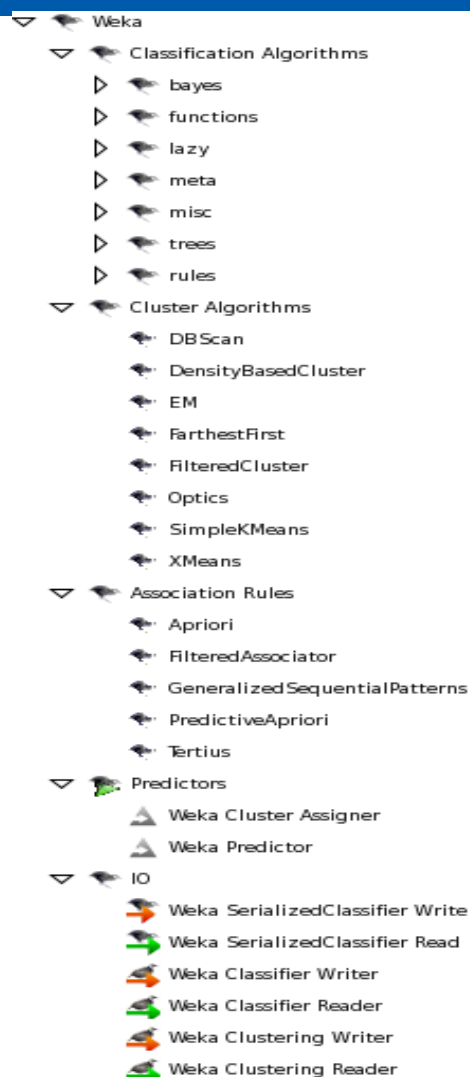 Weka
Classification Algorithms
bayes
functions
lazy
meta
misc
trees
rules
Cluster Algorithms
DBScan
DensityBasedCluster
EM
FarthestFirst
FilteredCluster
Optics
SimpleKMeans
XMeans
Association Rules
Apriori
FilteredAssociator
GeneralizedSequentialPatterns
PredictiveApriori
Tertius
Predictors
Weka Cluster Assigner
Weka Predictor
IO
Weka SerializedClassifier Write
Weka SerializedClassifier Read
Weka Classifier Writer
Weka Classifier Reader
Weka Clustering Writer
Weka Clustering Reader